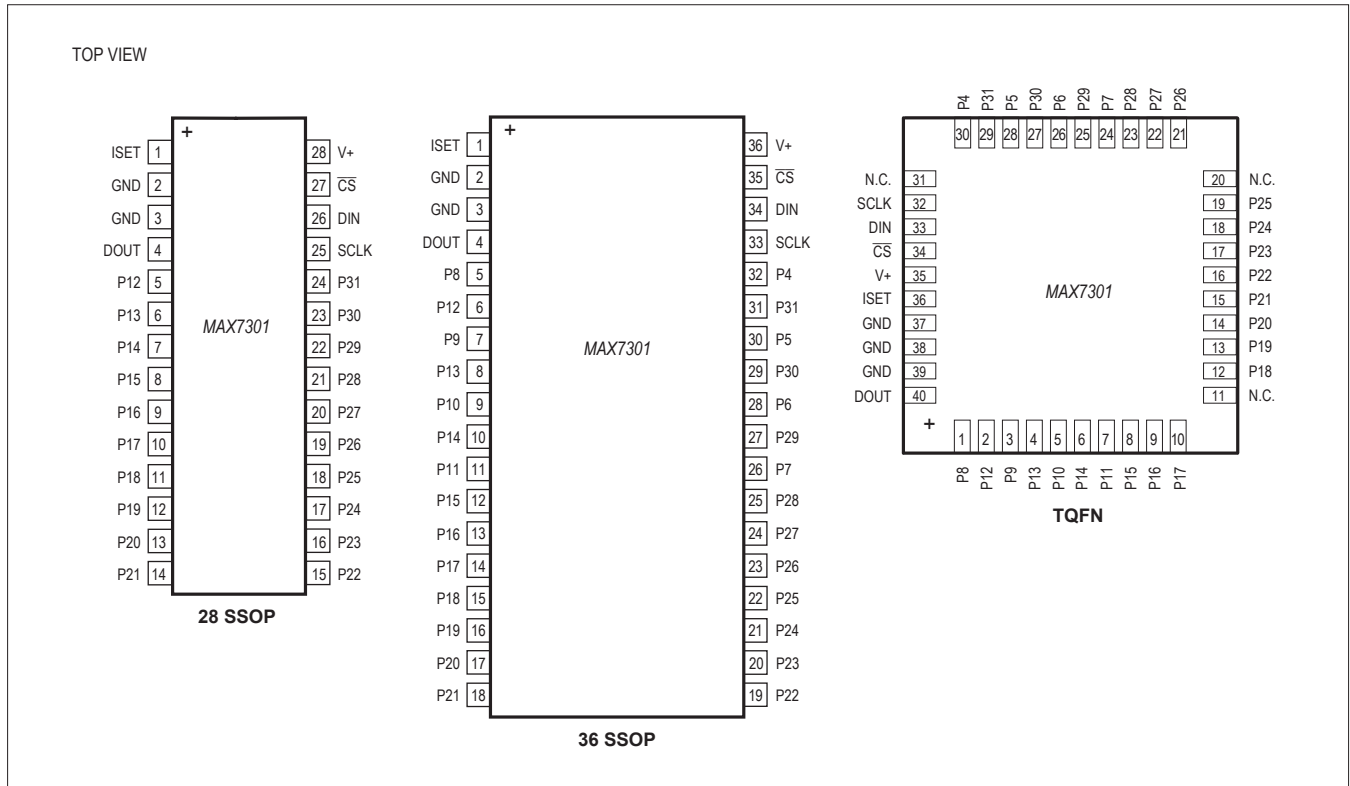 TOP VIEW
+
ISET 1
GND 2
GND 3
DOUT 4
P12 5
P13 6
P14 7
P15 8
P16 9
P17 10
P18 11
P19 12
P20 13
P21 14
MAX7301
28 V+
27 CS
26 DIN
25 SCLK
24 P31
23 P30
22 P29
21 P28
20 P27
19 P26
18 P25
17 P24
16 P23
15 P22
28 SSOP
+
ISET 1
GND 2
GND 3
DOUT 4
P8 5
P12 6
P9 7
P13 8
P10 9
P14 10
P11 11
P15 12
P16 13
P17 14
P18 15
P19 16
P20 17
P21 18
MAX7301
36 V+
35 CS
34 DIN
33 SCLK
32 P4
31 P31
30 P5
29 P30
28 P6
27 P29
26 P7
25 P28
24 P27
23 P26
22 P25
21 P24
20 P23
19 P22
36 SSOP
P4 P31 P5 P30 P6 P29 P7 P28 P27 P26
30 29 28 27 26 25 24 23 22 21
N.C. 31
SCLK 32
DIN 33
CS 34
V+ 35
ISET 36
GND 37
GND 38
GND 39
DOUT 40
MAX7301
20 N.C.
19 P25
18 P24
17 P23
16 P22
15 P21
14 P20
13 P19
12 P18
11 N.C.
+
1 2 3 4 5 6 7 8 9 10
P8 P12 P9 P13 P10 P14 P11 P15 P16 P17
TQFN